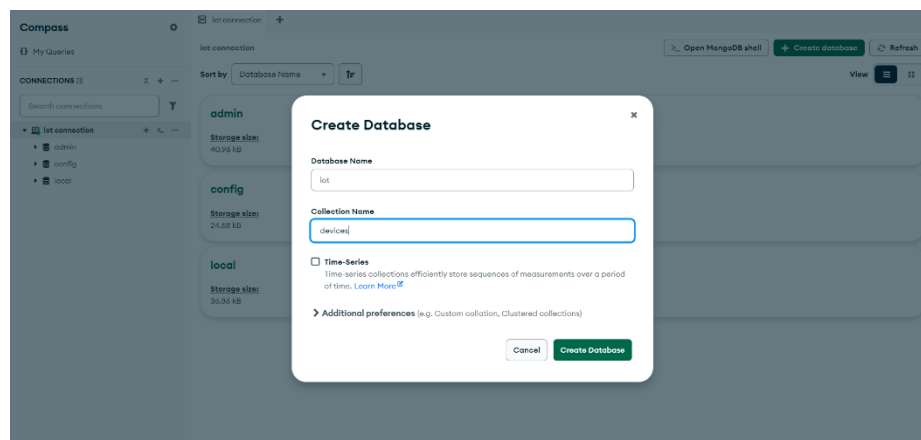 Compass
My Queries
CONNECTIONS (1)
Search connections
iot connection
admin
config
local
iot connection
iot connection
Open MongoDB shell
Create database
Refresh
Sort by
Database Name
View
admin
Storage size:
40.96 kB
config
Storage size:
24.58 kB
local
Storage size:
36.86 kB
Create Database
Database Name
iot
Collection Name
devices
Time-Series
Time-series collections efficiently store sequences of measurements over a period
of time. Learn More
Additional preferences (e.g. Custom collation, Clustered collections)
Cancel
Create Database